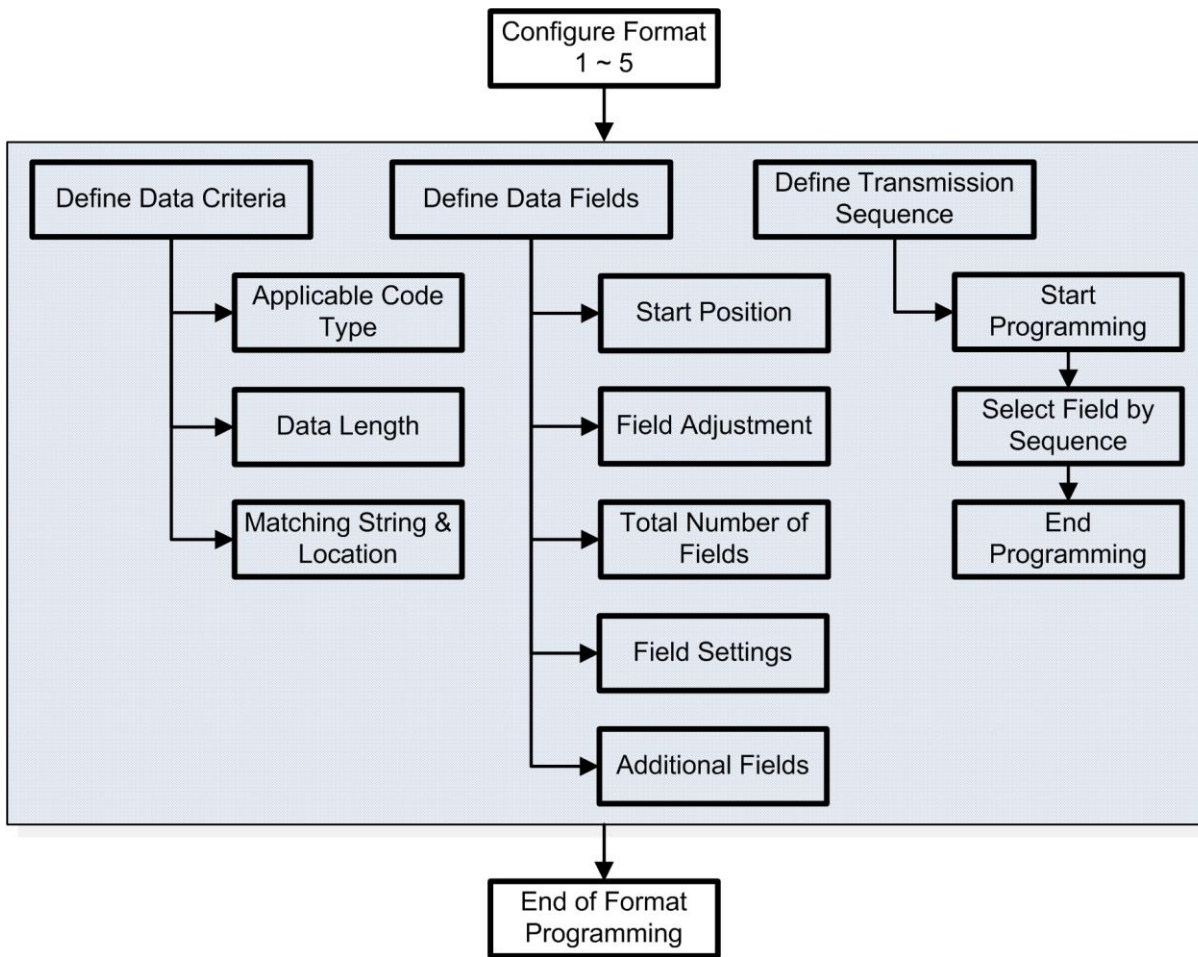 Configure Format
1 ~ 5
Define Data Criteria
Applicable Code
Type
Data Length
Matching String &
Location
Define Data Fields
Start Position
Field Adjustment
Total Number of
Fields
Field Settings
Additional Fields
Define Transmission
Sequence
Start
Programming
Select Field by
Sequence
End
Programming
End of Format
Programming